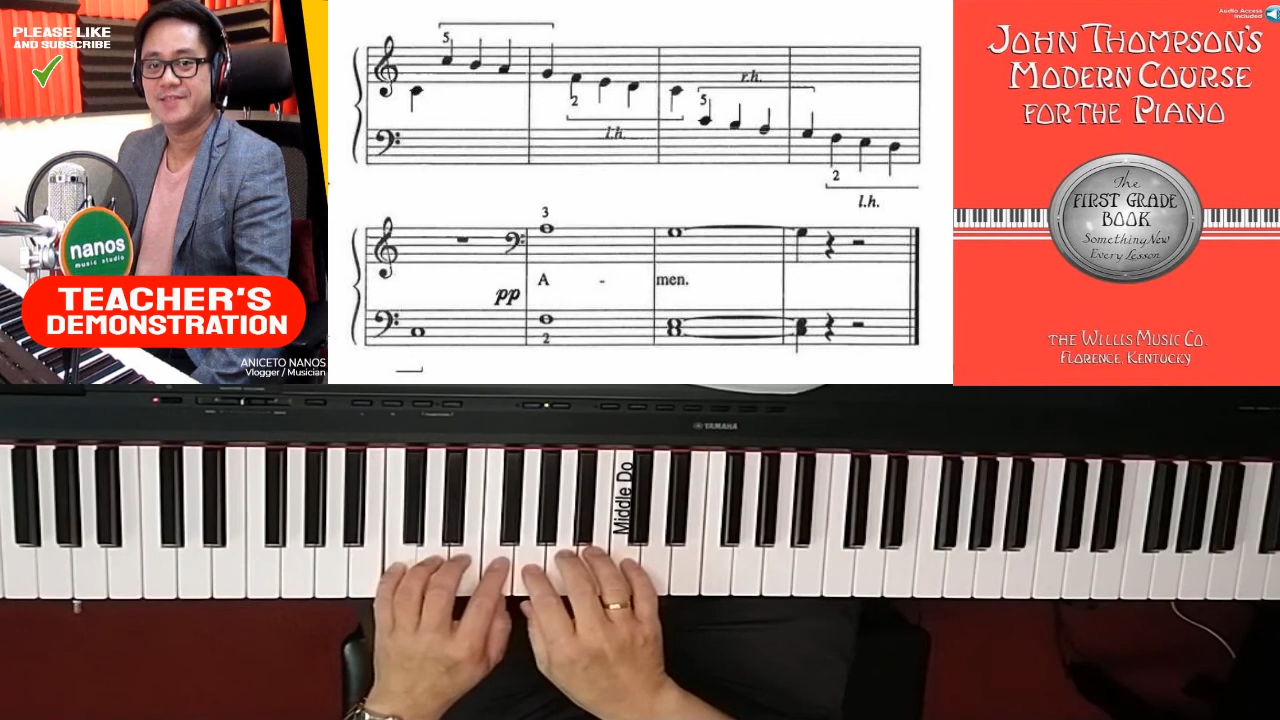 PLEASE LIKE
AND SUBSCRIBE
nanos
music studio
TEACHER'S
DEMONSTRATION
ANICETO NANOS
Vlogger / Musician
5
r.h.
2
5
l.h.
2
l.h.
3
pp
A - men.
2
Audio Access
Included
JOHN THOMPSON'S
MODERN COURSE
FOR THE PIANO
The
FIRST GRADE
BOOK
Something New
Every Lesson
THE WILLIS MUSIC CO.
FLORENCE, KENTUCKY
YAMAHA
Middle Do